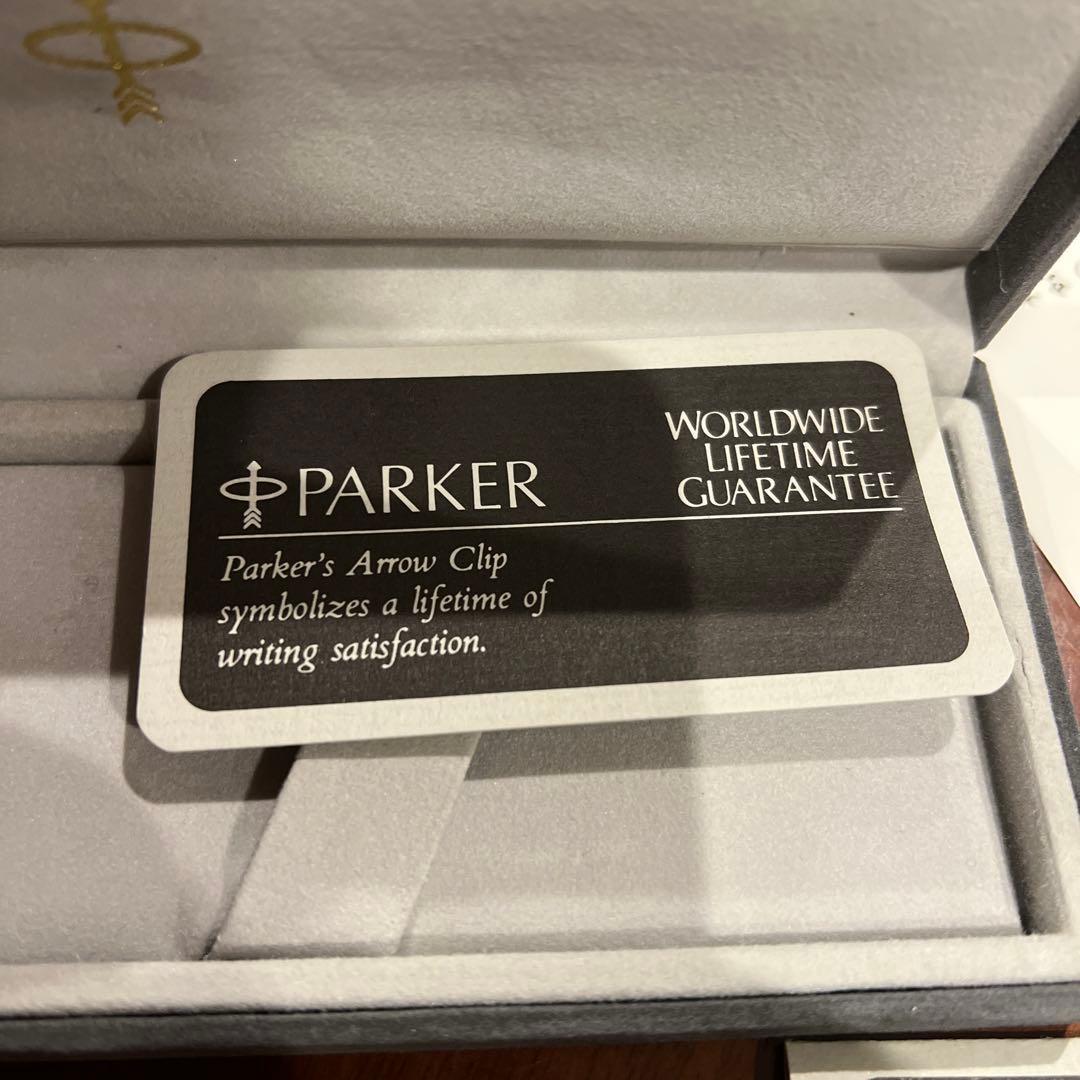 PARKER
WORLDWIDE
LIFETIME
GUARANTEE
Parker's Arrow Clip
symbolizes a lifetime of
writing satisfaction.